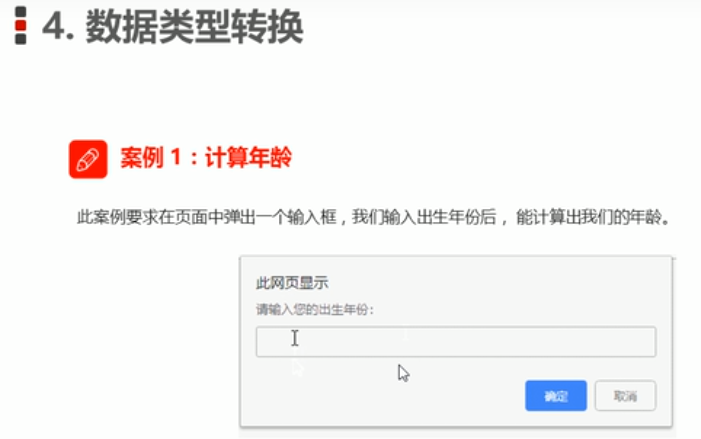 4. 数据类型转换
案例 1：计算年龄
此案例要求在页面中弹出一个输入框，我们输入出生年份后，能计算出我们的年龄。
此网页显示
请输入您的出生年份：
确定
取消